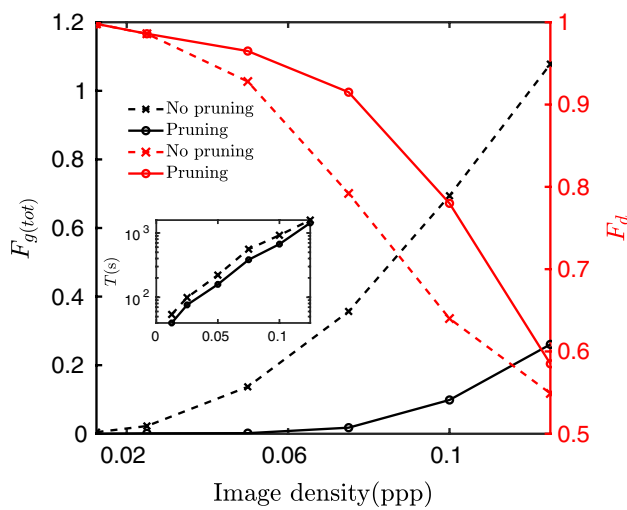 1.2
1
0.8
0.6
0.4
0.2
0
F_{g(tot)}
1
0.9
0.8
0.7
0.6
0.5
F_d
No pruning
Pruning
No pruning
Pruning
10^3
10^2
T(s)
0 0.05 0.1
0.02 0.06 0.1
Image density(ppp)